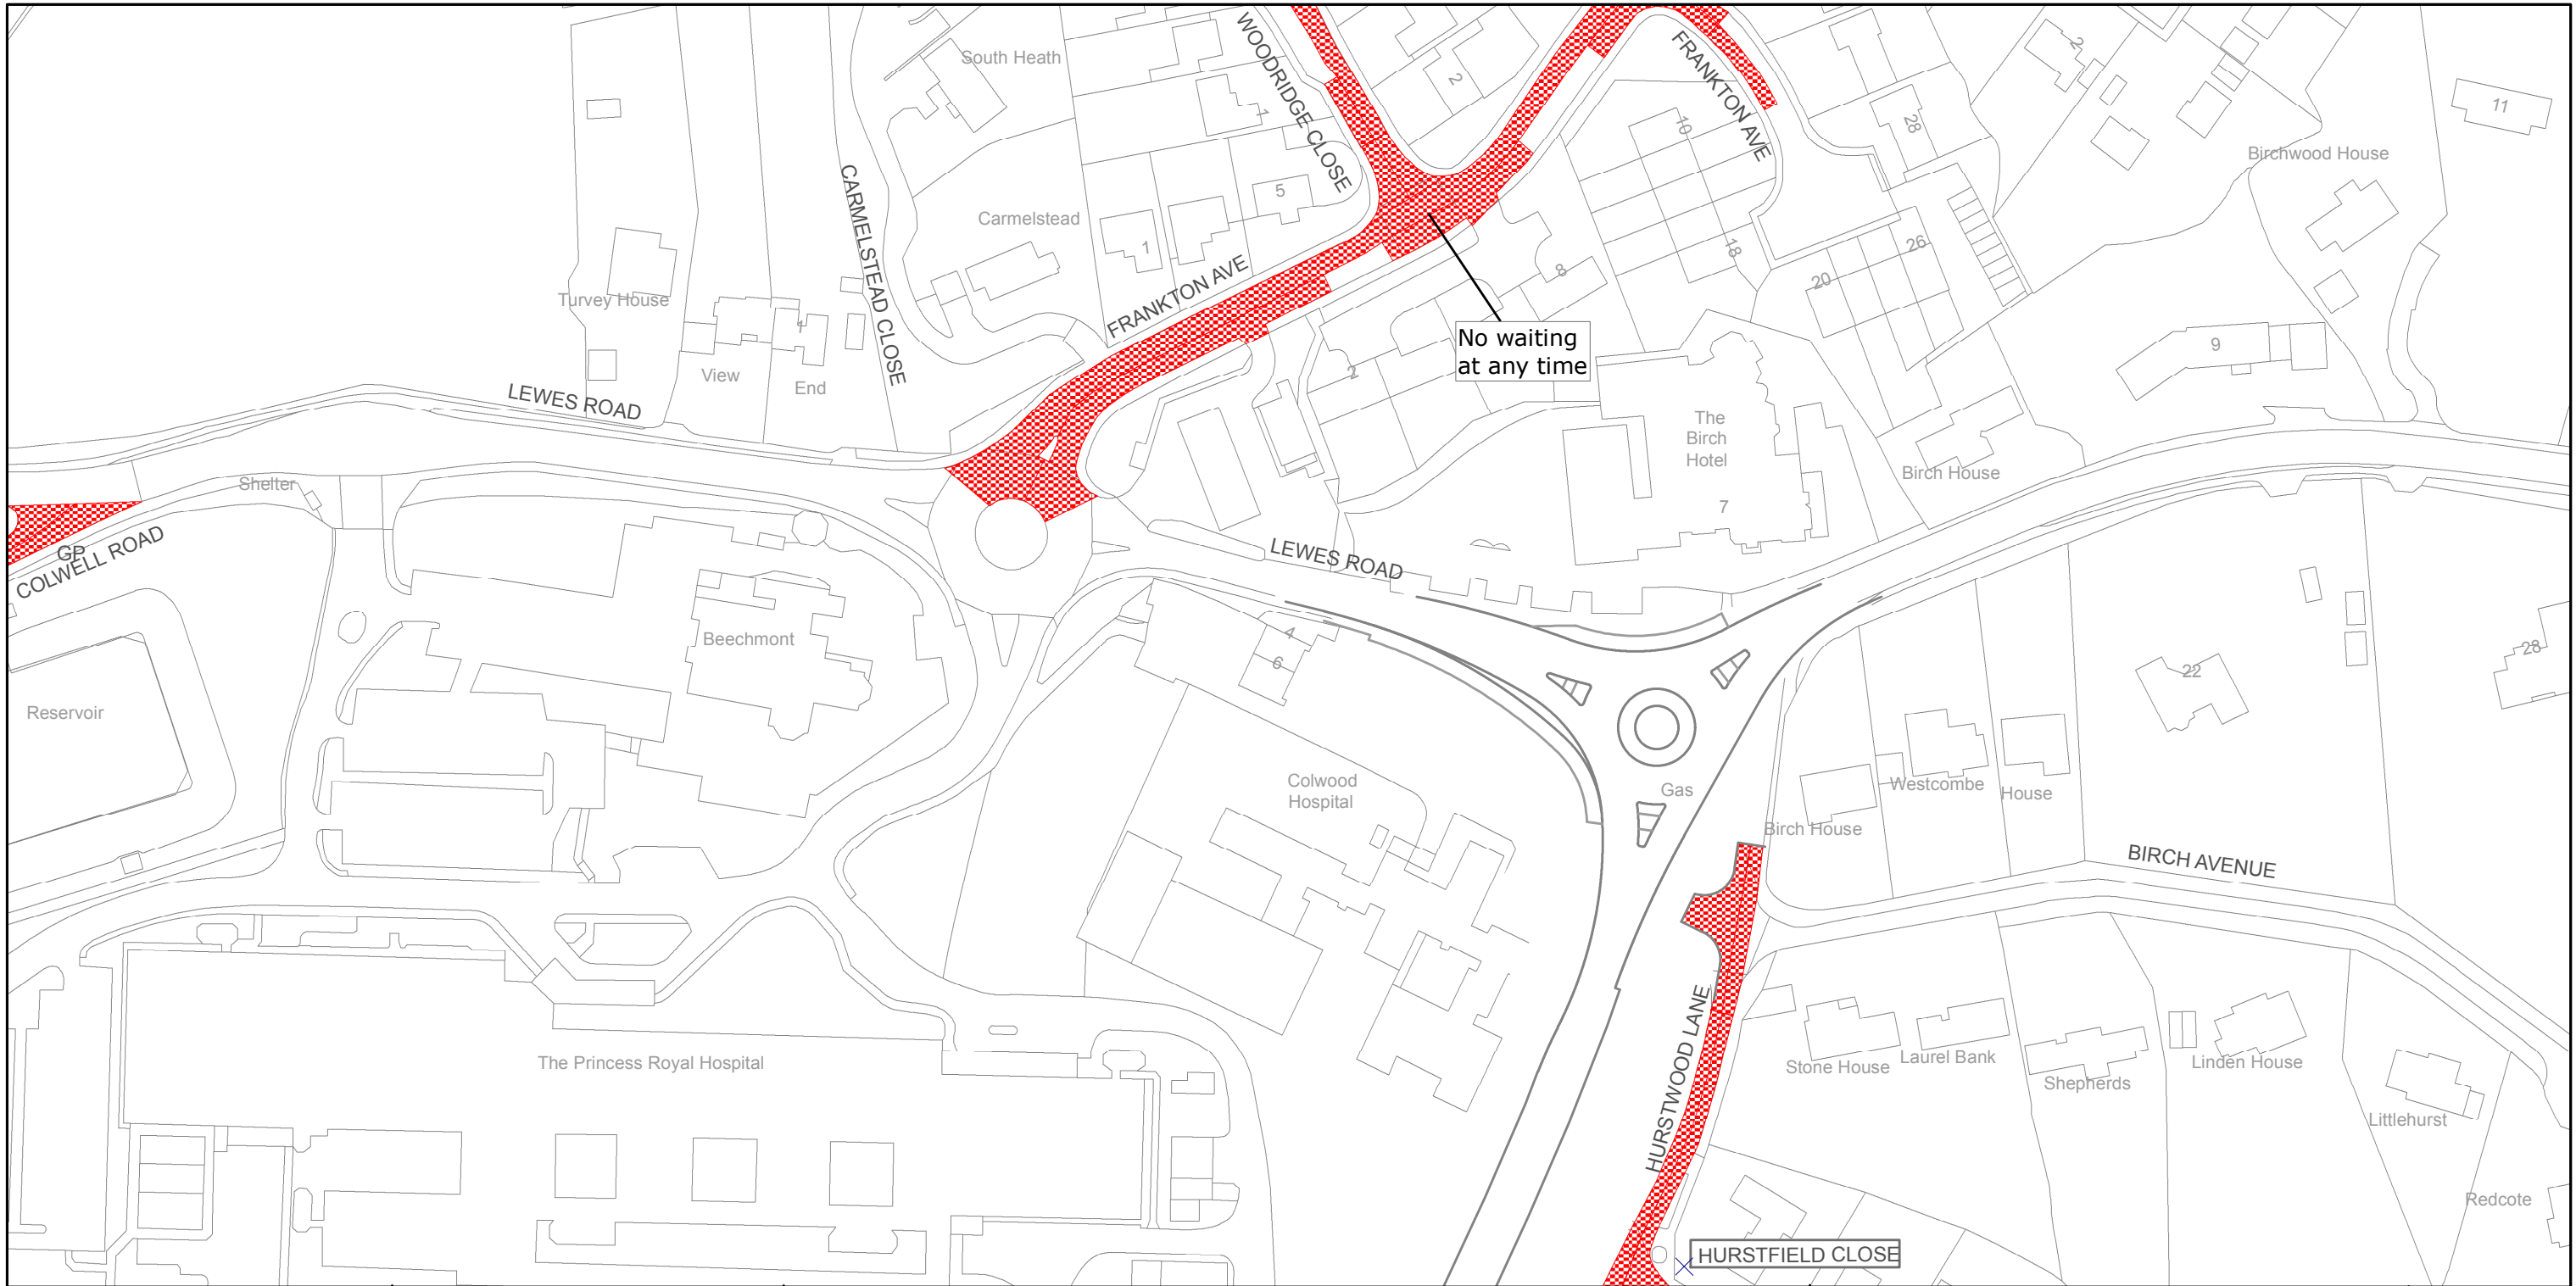 South Heath
WOODRIDGE CLOSE
FRANKTON AVE
2
2
11
1
10
28
Birchwood House
CARMELSTEAD CLOSE
Carmelstead
5
1
FRANKTON AVE
18
26
20
8
Turvey House
1
No waiting
at any time
View
End
2
9
LEWES ROAD
The
Birch
Hotel
7
Birch House
Shelter
GP
COLWELL ROAD
LEWES ROAD
Beechmont
4
6
22
28
Reservoir
Colwood
Hospital
Gas
Westcombe
House
Birch House
BIRCH AVENUE
HURSTWOOD LANE
The Princess Royal Hospital
Stone House
Laurel Bank
Shepherds
Linden House
Littlehurst
Redcote
HURSTFIELD CLOSE